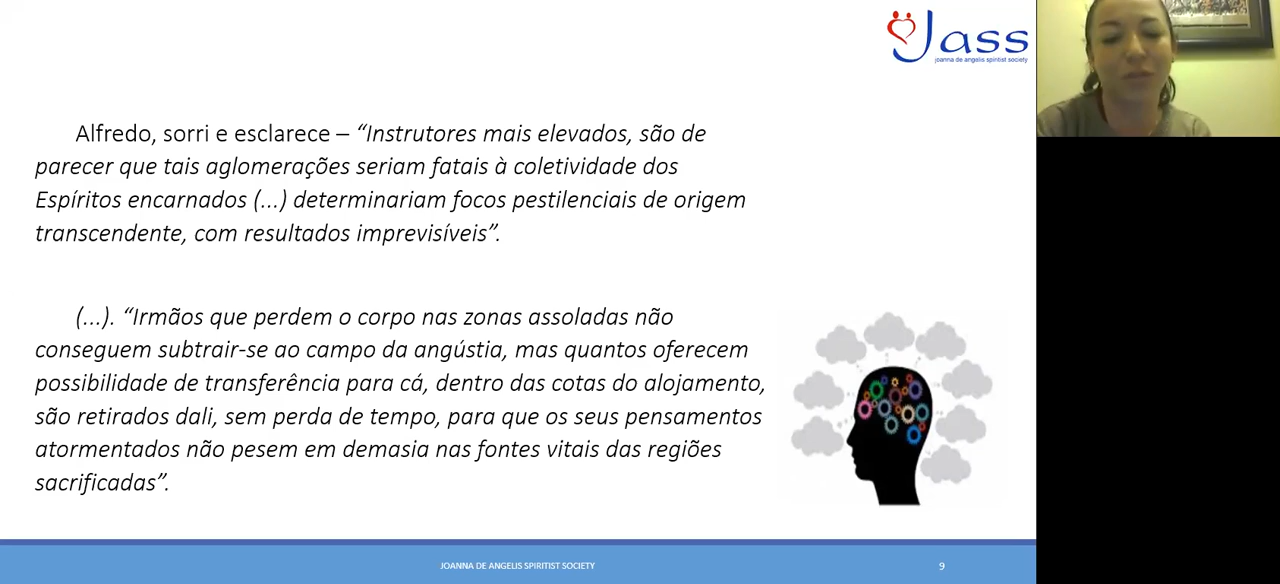 Jass
joanna de angelis spiritist society
Alfredo, sorri e esclarece – “Instrutores mais elevados, são de
parecer que tais aglomerações seriam fatais à coletividade dos
Espíritos encarnados (...) determinariam focos pestilenciais de origem
transcendente, com resultados imprevisíveis”.
(...). “Irmãos que perdem o corpo nas zonas assoladas não
conseguem subtrair-se ao campo da angústia, mas quantos oferecem
possibilidade de transferência para cá, dentro das cotas do alojamento,
são retirados dali, sem perda de tempo, para que os seus pensamentos
atormentados não pesem em demasia nas fontes vitais das regiões
sacrificadas”.
JOANNA DE ANGELIS SPIRITIST SOCIETY
9